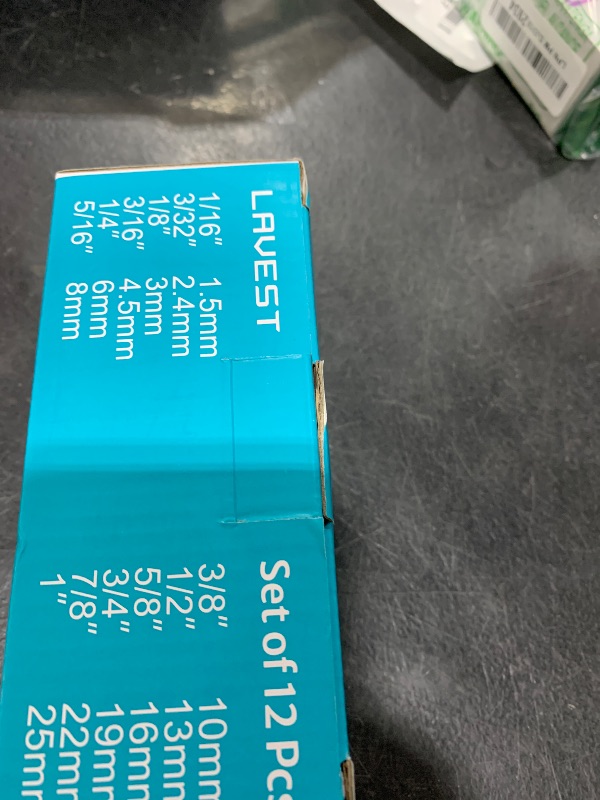 LAVEST
1/16" 1.5mm
3/32" 2.4mm
1/8" 3mm
3/16" 4.5mm
1/4" 6mm
5/16" 8mm
Set of 12 Pcs
3/8" 10mm
1/2" 13mm
5/8" 16mm
3/4" 19mm
7/8" 22mm
1" 25mm